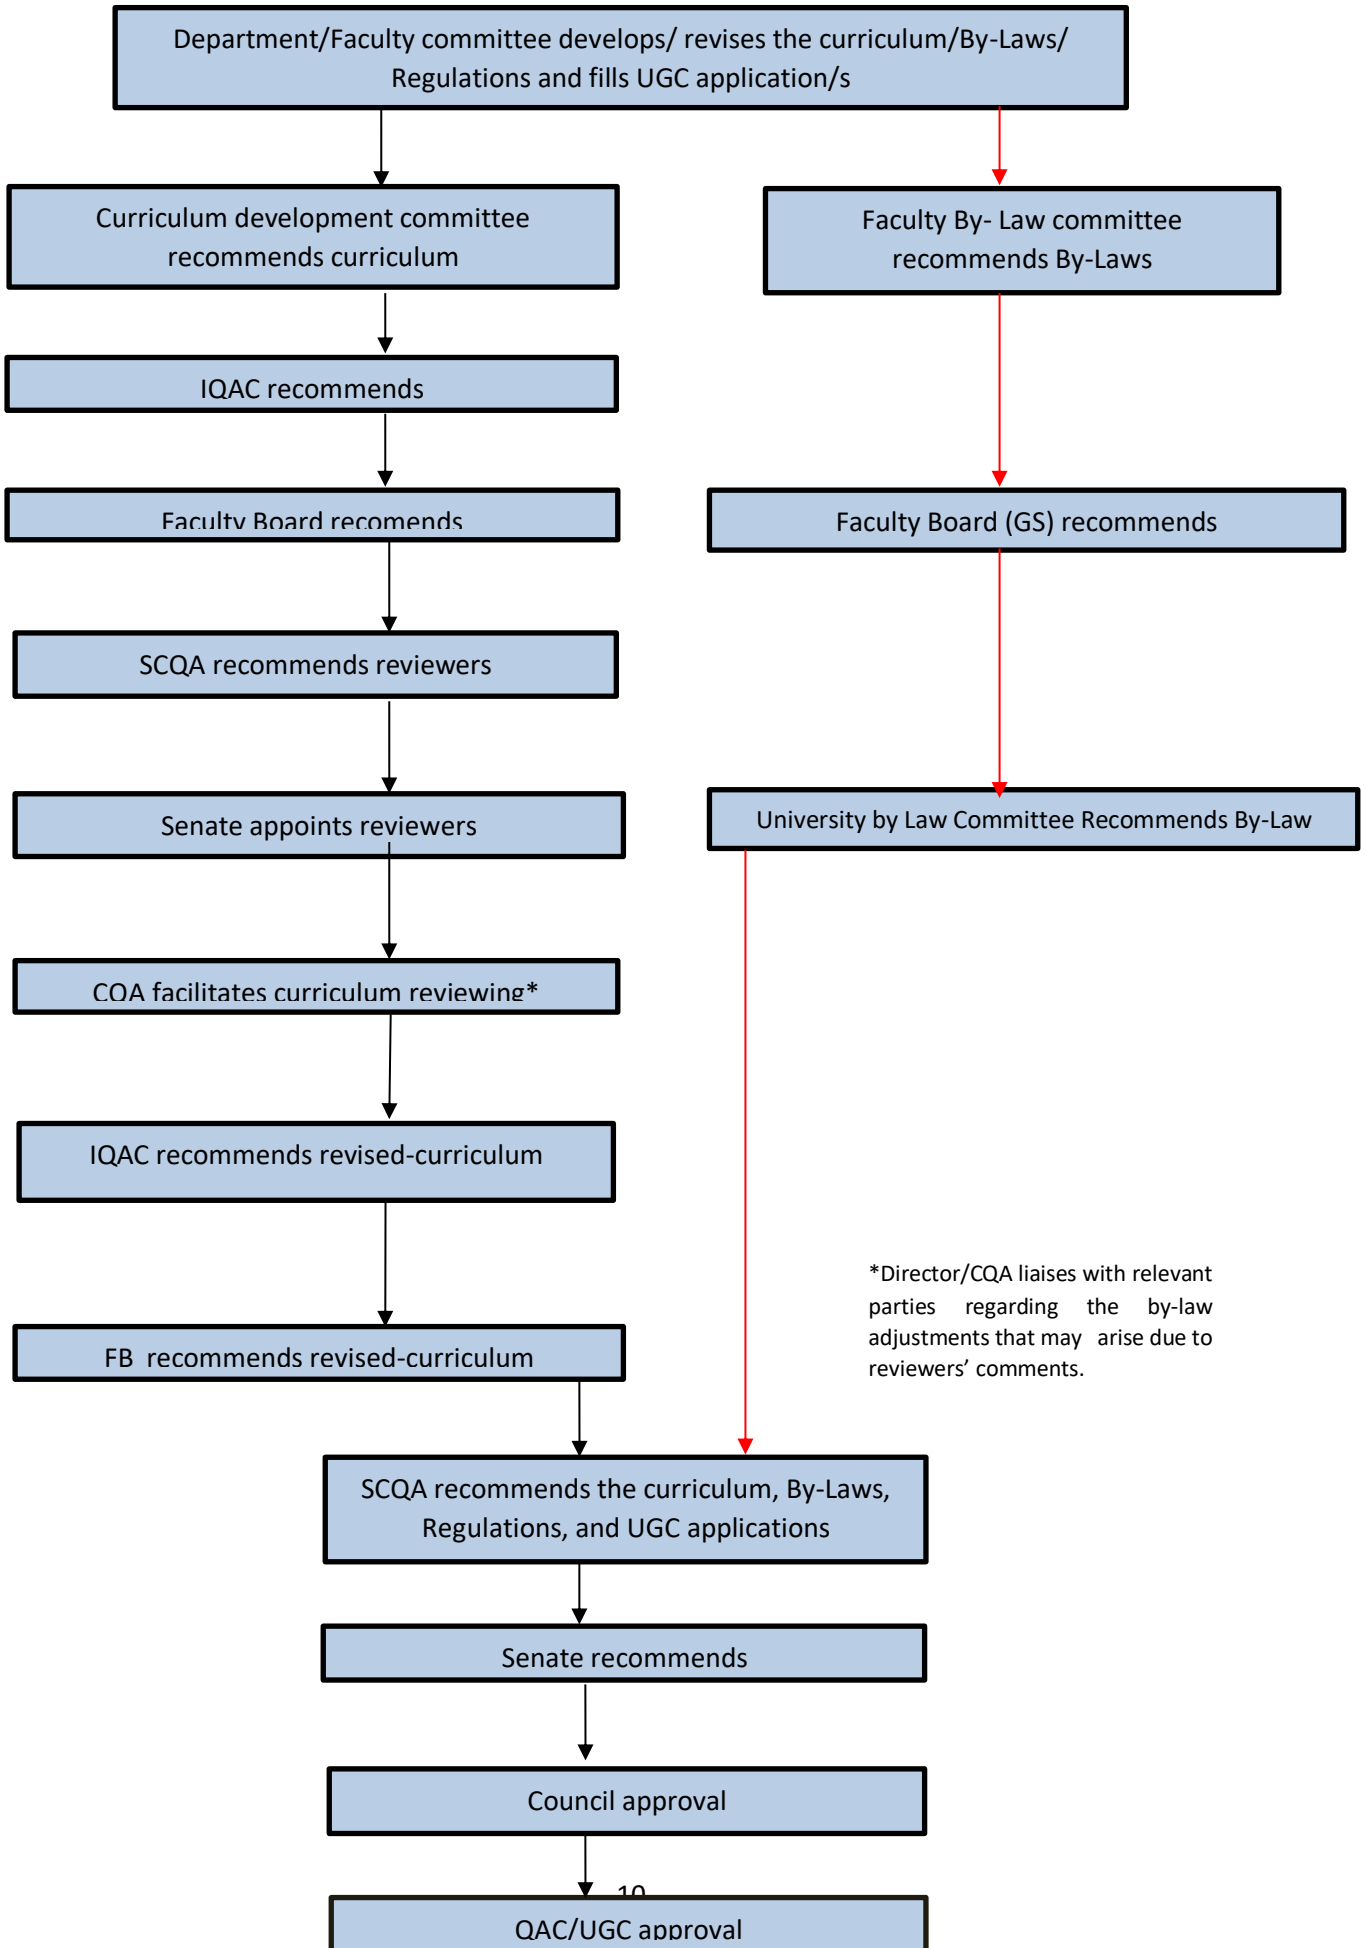 Department/Faculty committee develops/ revises the curriculum/By-Laws/
Regulations and fills UGC application/s
Curriculum development committee
recommends curriculum
Faculty By- Law committee
recommends By-Laws
IQAC recommends
Faculty Board recomends
Faculty Board (GS) recommends
SCQA recommends reviewers
Senate appoints reviewers
University by Law Committee Recommends By-Law
CQA facilitates curriculum reviewing*
IQAC recommends revised-curriculum
*Director/CQA liaises with relevant
parties regarding the by-law
adjustments that may arise due to
reviewers’ comments.
FB recommends revised-curriculum
SCQA recommends the curriculum, By-Laws,
Regulations, and UGC applications
Senate recommends
Council approval
10
QAC/UGC approval